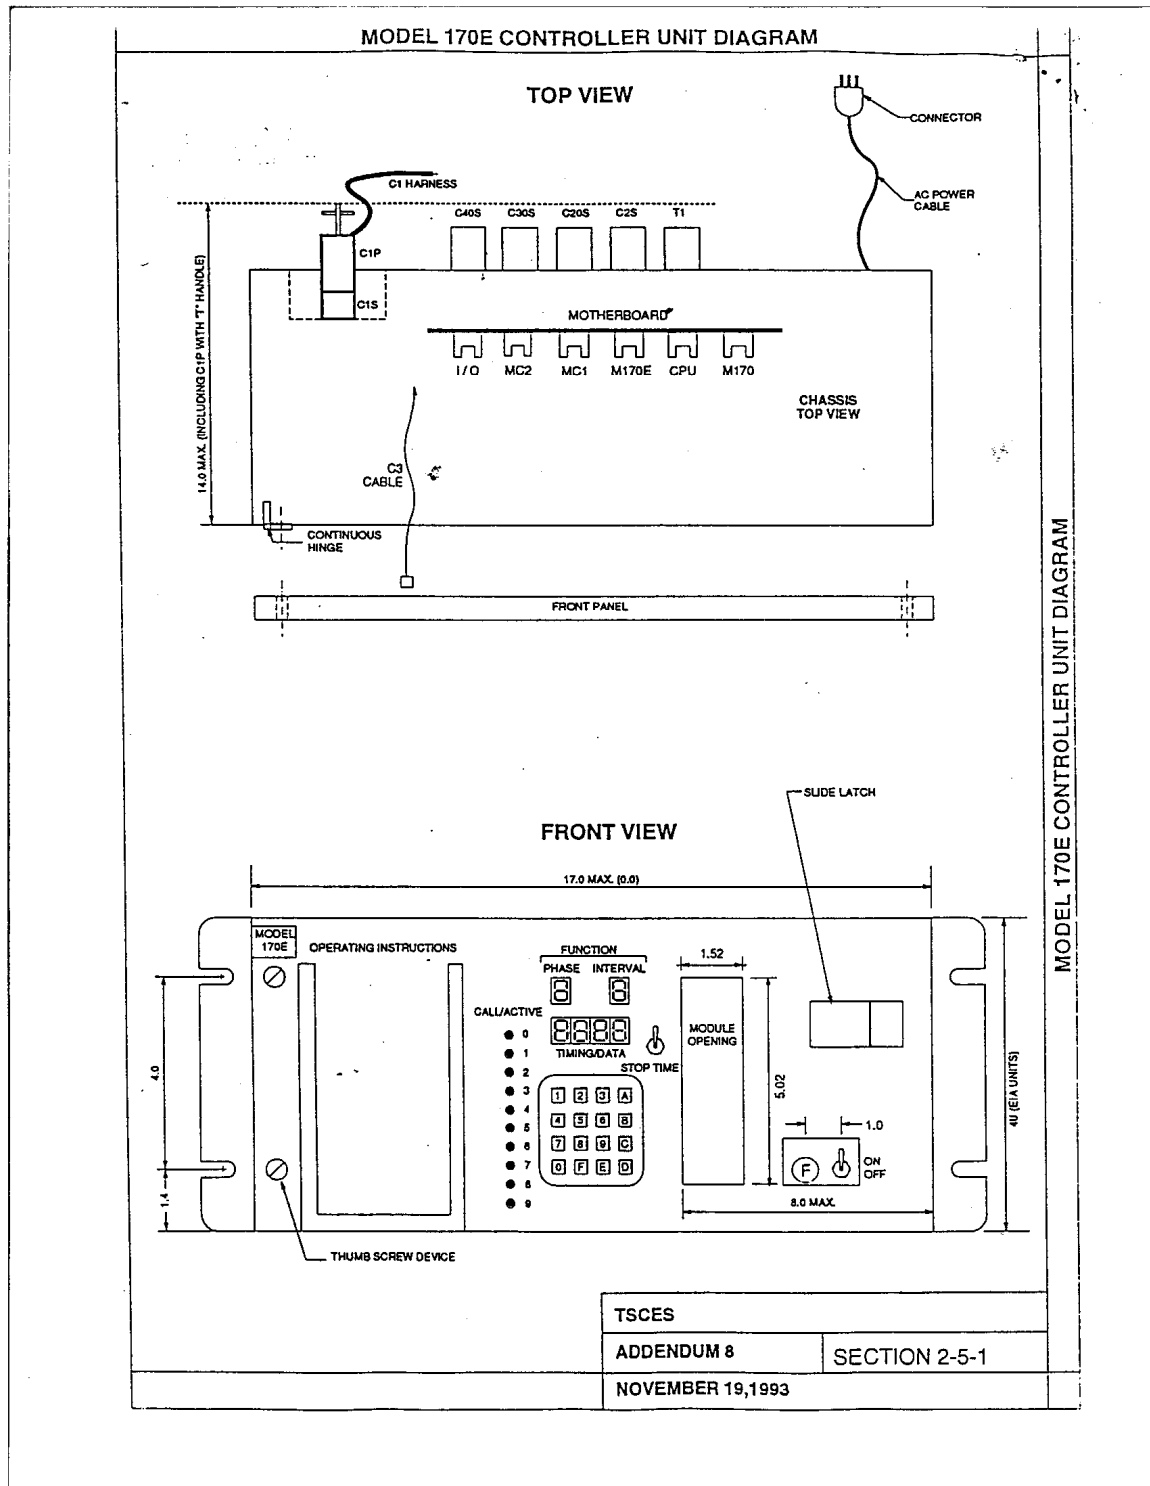 MODEL 170E CONTROLLER UNIT DIAGRAM
TOP VIEW
CONNECTOR
AC POWER
CABLE
C1 HARNESS
C40S
C30S
C20S
C2S
T1
C1P
C1S
14.0 MAX. (INCLUDING C1P WITH "T" HANDLE)
MOTHERBOARD
I/O
MC2
MC1
M170E
CPU
M170
CHASSIS
TOP VIEW
C3
CABLE
CONTINUOUS
HINGE
FRONT PANEL
MODEL 170E CONTROLLER UNIT DIAGRAM
SLIDE LATCH
FRONT VIEW
17.0 MAX. (0.0)
MODEL
170E
OPERATING INSTRUCTIONS
FUNCTION
PHASE
INTERVAL
8
8
CALL/ACTIVE
8888
TIMING/DATA
STOP TIME
0
1
2
3
4
5
6
7
8
9
1 2 3 A
4 5 6 B
7 8 9 C
0 F E D
1.52
MODULE
OPENING
5.02
1.0
F
ON
OFF
8.0 MAX.
4U (EIA UNITS)
4.0
1.4
THUMB SCREW DEVICE
TSCES
ADDENDUM 8
SECTION 2-5-1
NOVEMBER 19,1993